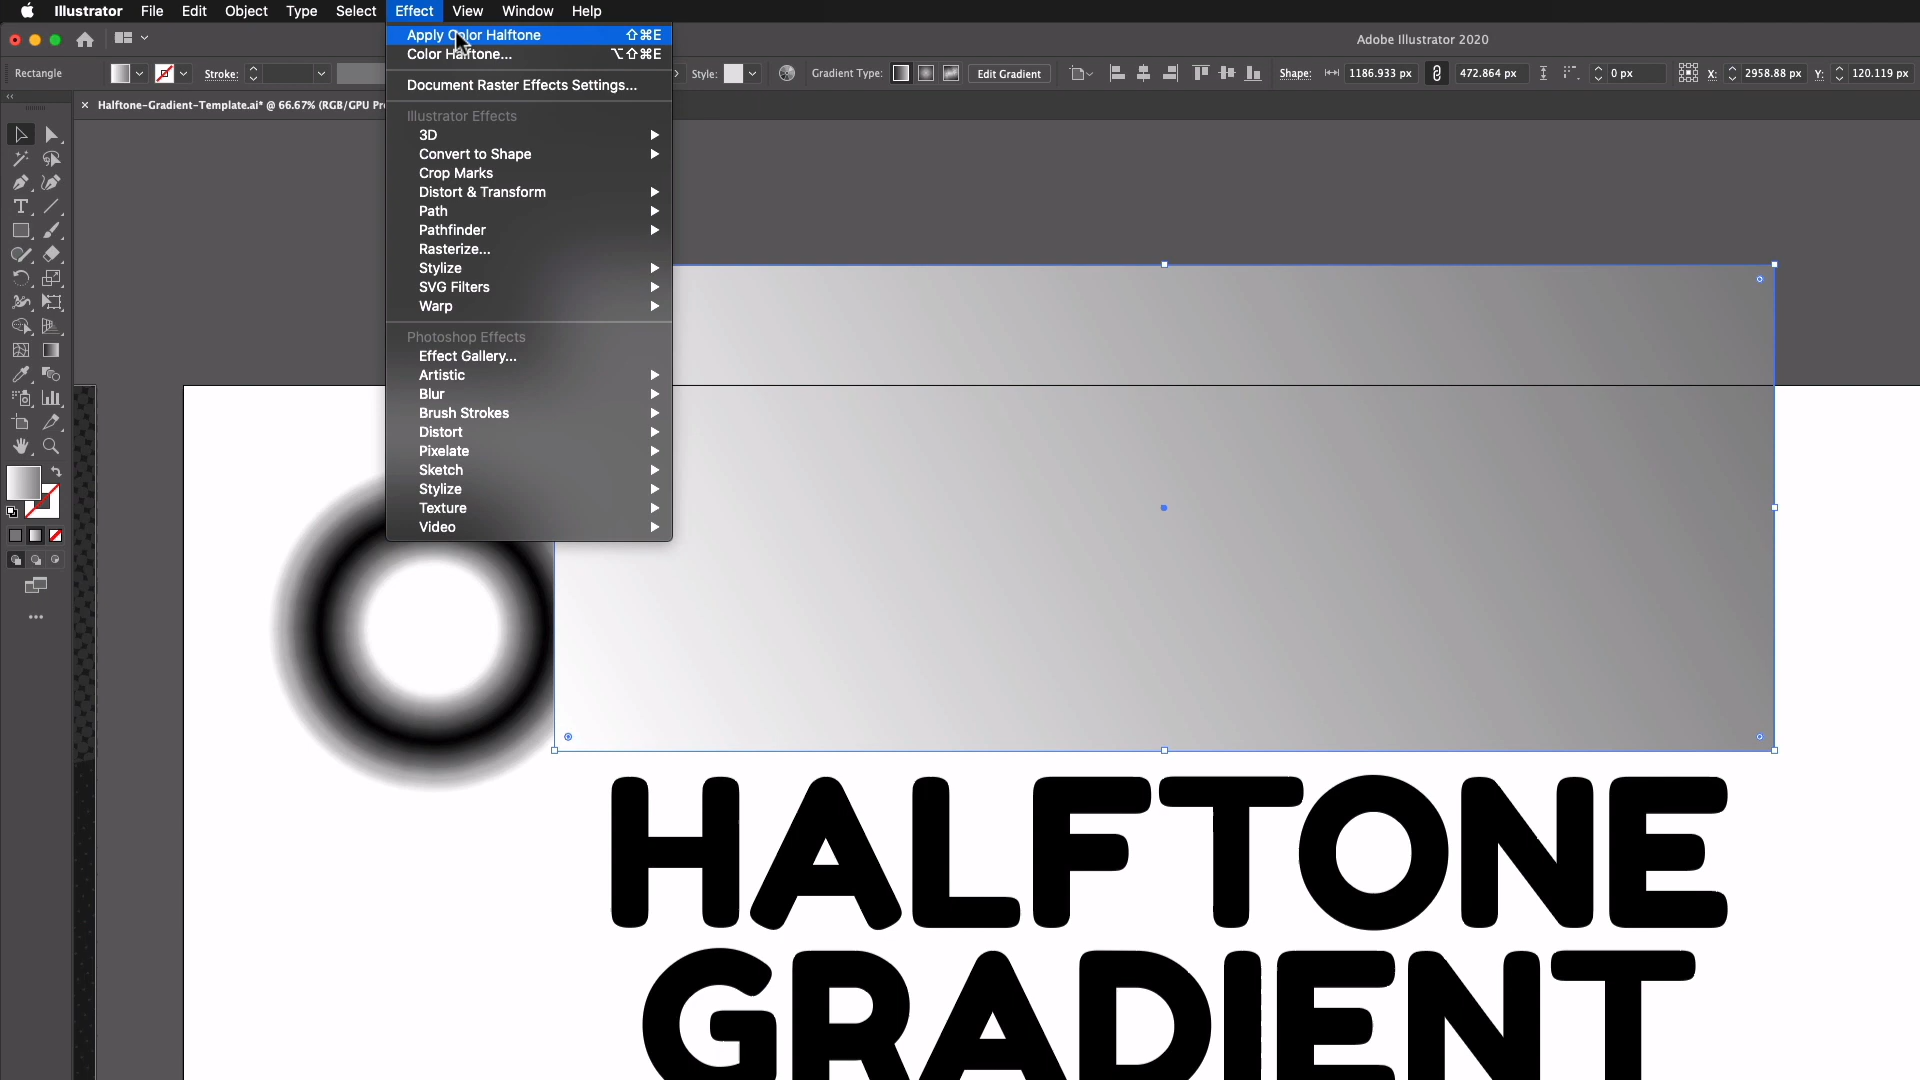 Illustrator File Edit Object Type Select Effect View Window Help
Adobe Illustrator 2020
Rectangle Stroke: Style: Gradient Type: Edit Gradient Shape: 1186.933 px 472.864 px 0 px X: 2958.88 px Y: 120.119 px
× Halftone-Gradient-Template.ai* @ 66.67% (RGB/GPU Pr
Apply Color Halftone ⇧⌘E
Color Halftone... ⌥⇧⌘E
Document Raster Effects Settings...
Illustrator Effects
3D
Convert to Shape
Crop Marks
Distort & Transform
Path
Pathfinder
Rasterize...
Stylize
SVG Filters
Warp
Photoshop Effects
Effect Gallery...
Artistic
Blur
Brush Strokes
Distort
Pixelate
Sketch
Stylize
Texture
Video
HALFTONE
GRADIENT